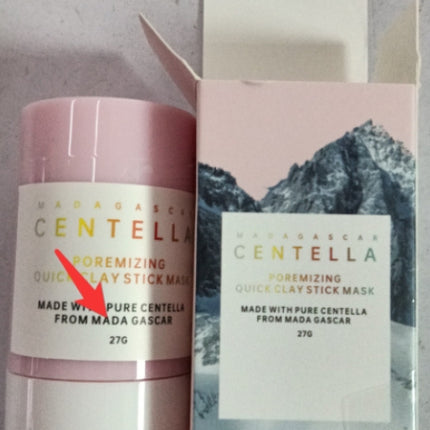 MADAGASCAR
CENTELLA
POREMIZING
QUICK CLAY STICK MASK
MADE WITH PURE CENTELLA
FROM MADA GASCAR
27G
MADAGASCAR
CENTELLA
POREMIZING
QUICK CLAY STICK MASK
MADE WITH PURE CENTELLA
FROM MADA GASCAR
27G